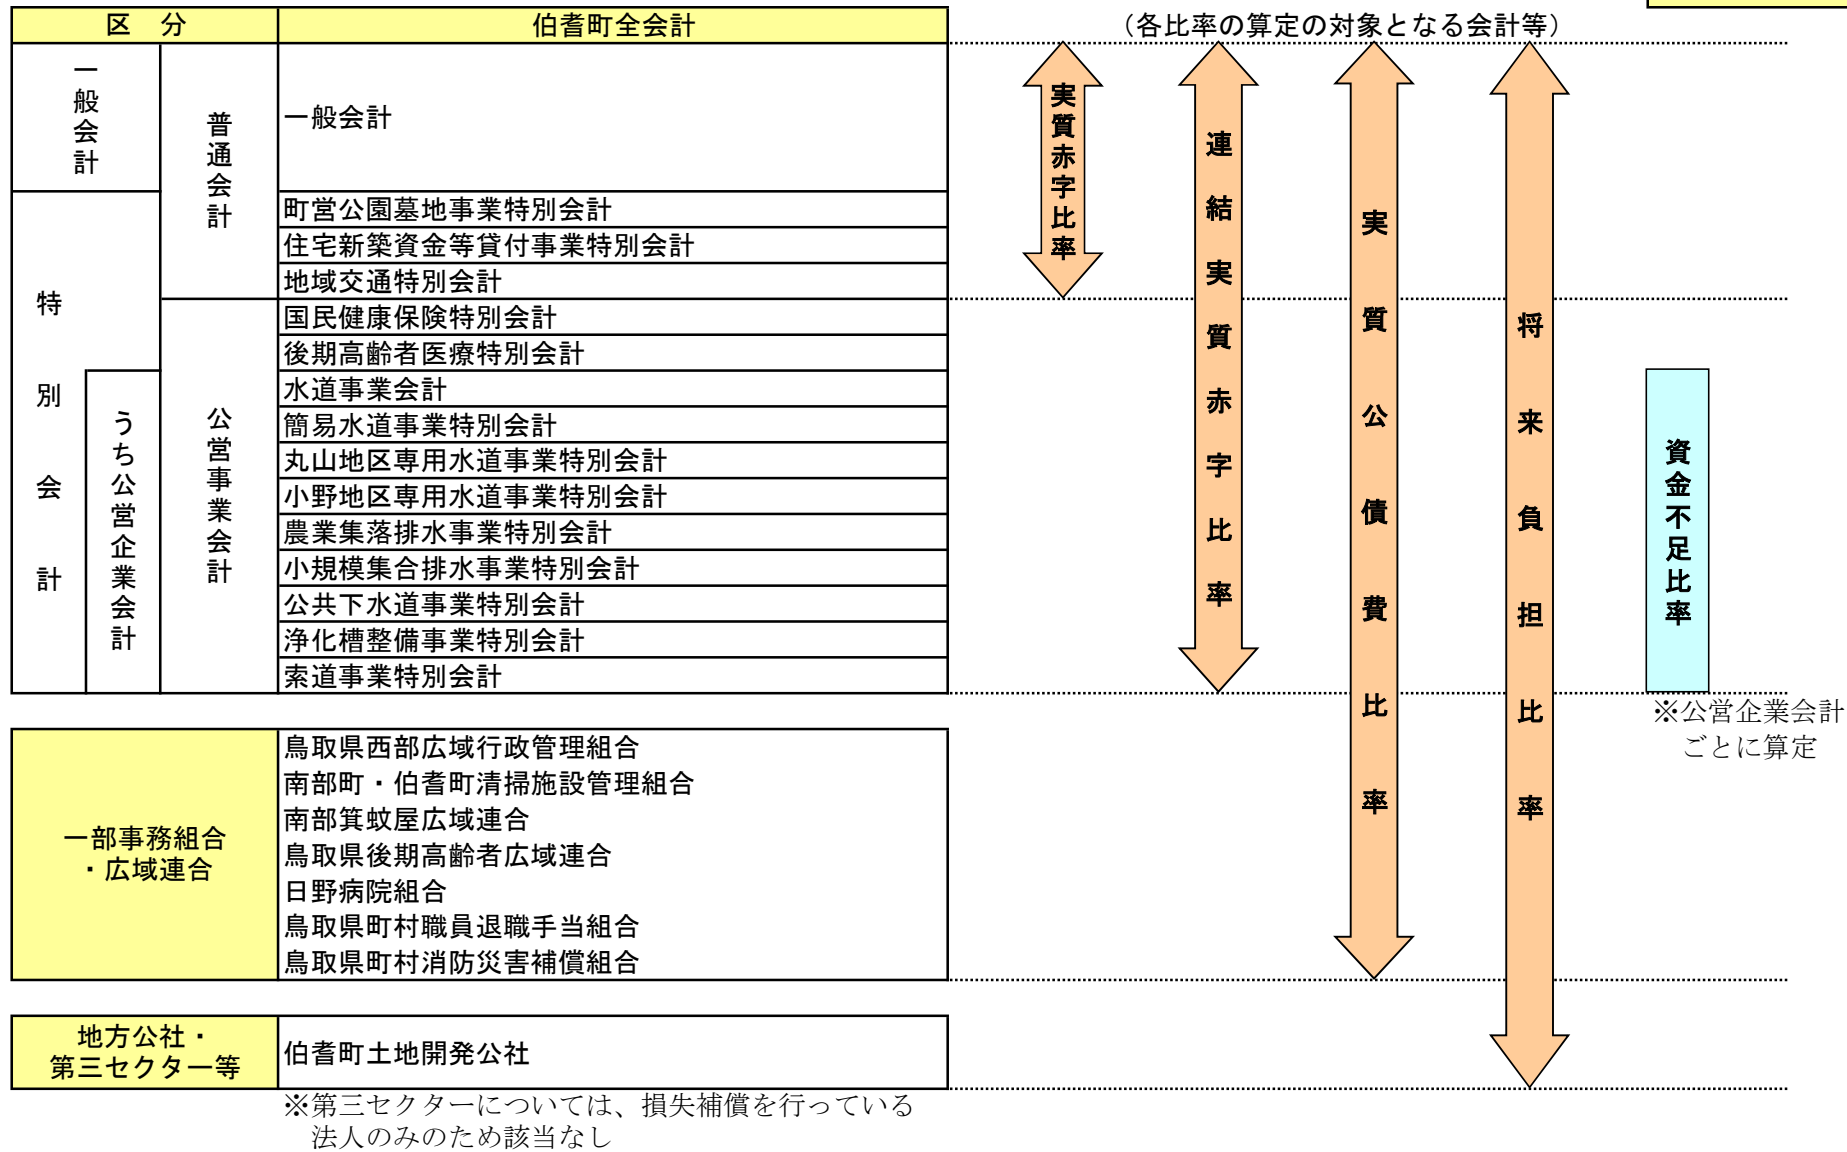 区　分
伯耆町全会計
（各比率の算定の対象となる会計等）
一般会計
普通会計
一般会計
町営公園墓地事業特別会計
住宅新築資金等貸付事業特別会計
地域交通特別会計
特別会計
うち公営企業会計
公営事業会計
国民健康保険特別会計
後期高齢者医療特別会計
水道事業会計
簡易水道事業特別会計
丸山地区専用水道事業特別会計
小野地区専用水道事業特別会計
農業集落排水事業特別会計
小規模集合排水事業特別会計
公共下水道事業特別会計
浄化槽整備事業特別会計
索道事業特別会計
実質赤字比率
連結実質赤字比率
実質公債費比率
将来負担比率
資金不足比率
※公営企業会計
ごとに算定
一部事務組合
・広域連合
鳥取県西部広域行政管理組合
南部町・伯耆町清掃施設管理組合
南部箕蚊屋広域連合
鳥取県後期高齢者広域連合
日野病院組合
鳥取県町村職員退職手当組合
鳥取県町村消防災害補償組合
地方公社・
第三セクター等
伯耆町土地開発公社
※第三セクターについては、損失補償を行っている
法人のみのため該当なし